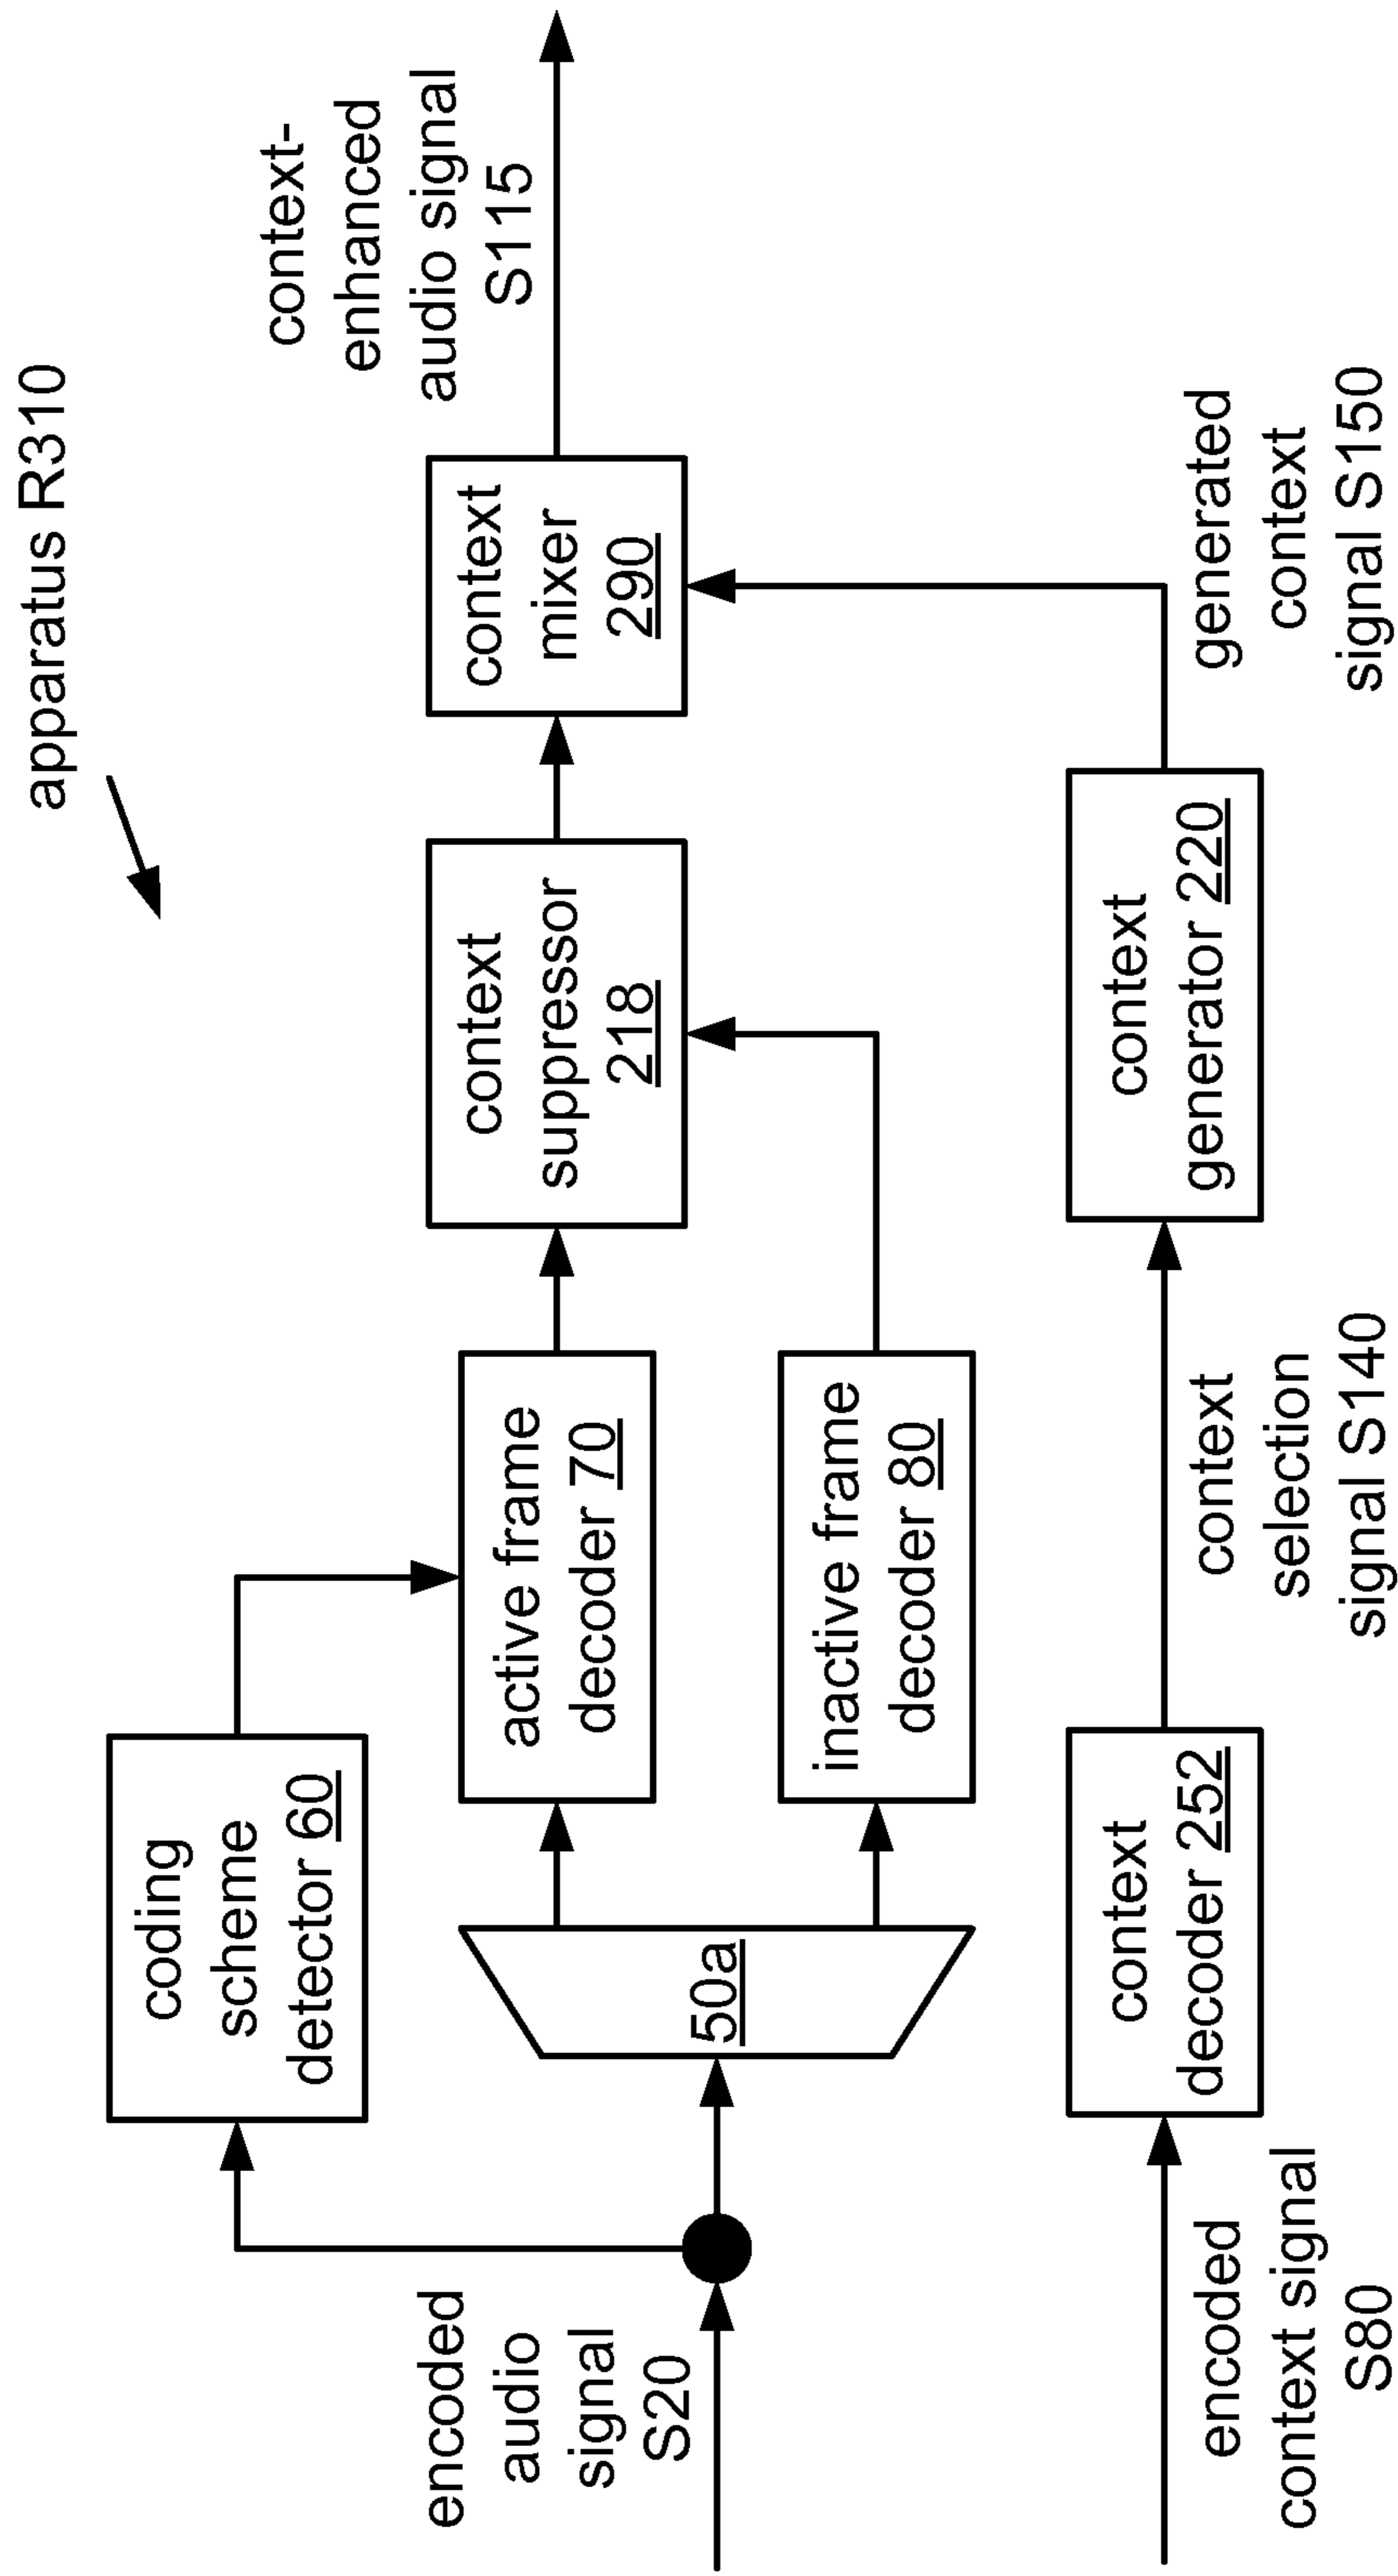 apparatus R310
coding
scheme
detector 60
encoded
audio
signal
S20
50a
active frame
decoder 70
inactive frame
decoder 80
context
suppressor
218
context
mixer
290
context-
enhanced
audio signal
S115
encoded
context signal
S80
context
decoder 252
context
selection
signal S140
context
generator 220
generated
context
signal S150